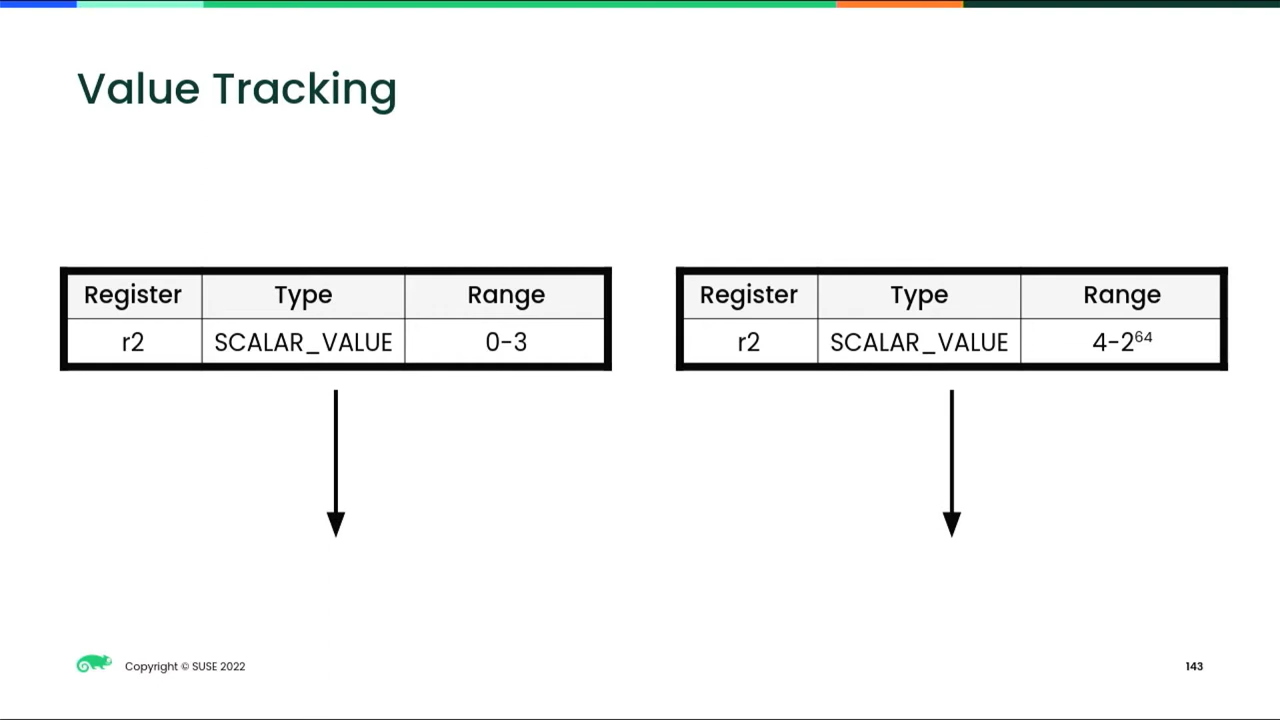 Value Tracking
Register Type Range
r2 SCALAR_VALUE 0-3
Register Type Range
r2 SCALAR_VALUE 4-2⁶⁴
Copyright © SUSE 2022
143